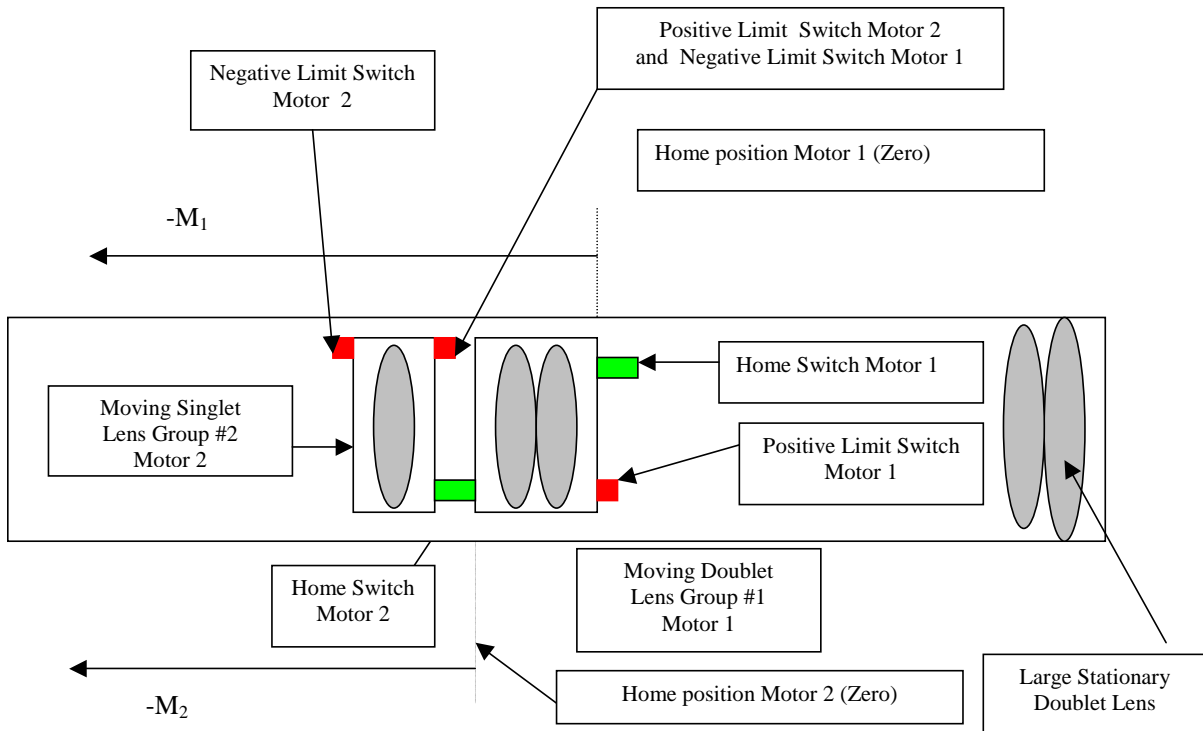 Positive Limit Switch Motor 2
and Negative Limit Switch Motor 1
Negative Limit Switch
Motor 2
Home position Motor 1 (Zero)
-M₁
Home Switch Motor 1
Moving Singlet
Lens Group #2
Motor 2
Positive Limit Switch
Motor 1
Home Switch
Motor 2
Moving Doublet
Lens Group #1
Motor 1
Large Stationary
Doublet Lens
Home position Motor 2 (Zero)
-M₂